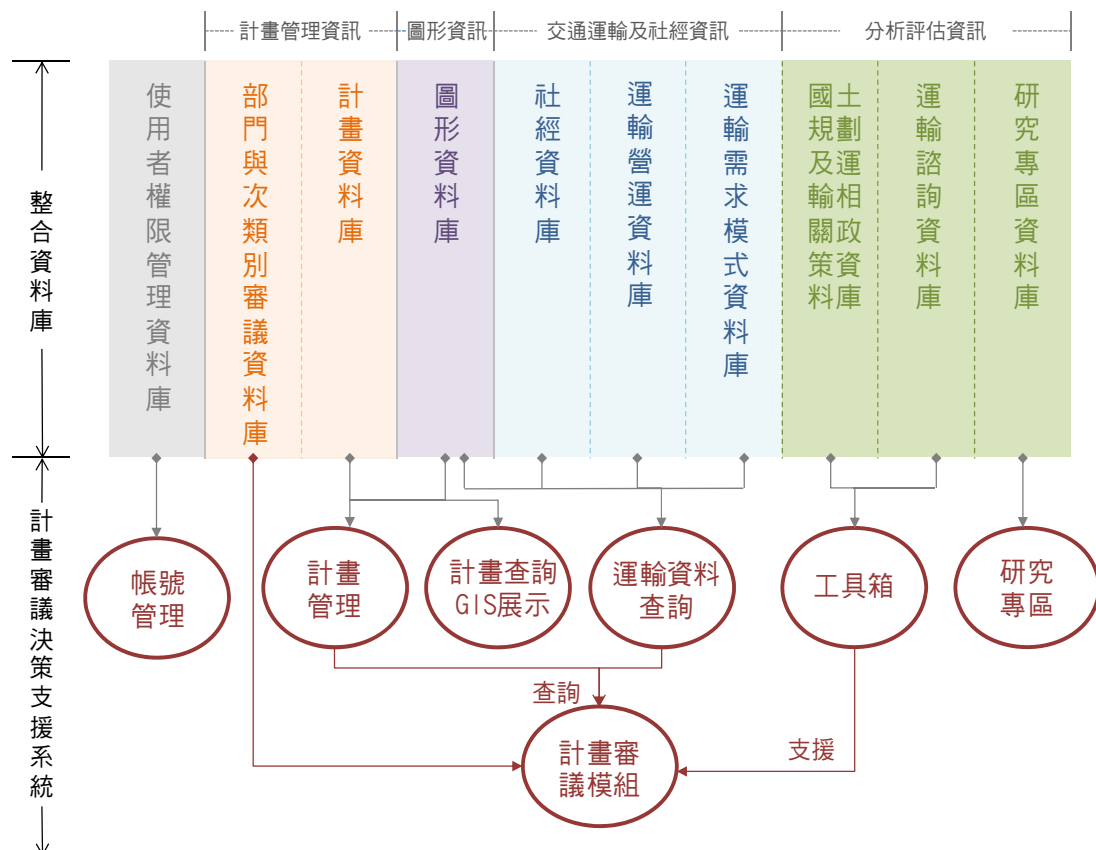 計畫管理資訊
圖形資訊
交通運輸及社經資訊
分析評估資訊
整合資料庫
使用者權限管理資料庫
部門與次類別審議資料庫
計畫資料庫
圖形資料庫
社經資料庫
運輸營運資料庫
運輸需求模式資料庫
國土規劃及運輸相關政策資料庫
運輸諮詢資料庫
研究專區資料庫
計畫審議決策支援系統
帳號
管理
計畫
管理
計畫查詢
GIS展示
運輸資料
查詢
工具箱
研究
專區
查詢
支援
計畫審
議模組